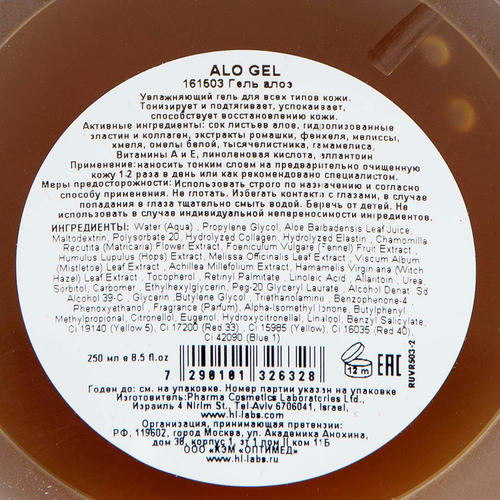 ALO GEL
161503 Гель алоэ
Увлажняющий гель для всех типов кожи.
Тонизирует и подтягивает, успокаивает,
способствует восстановлению кожи.
Активные ингредиенты: сок листьев алоэ, гидролизованные
эластин и коллаген, экстракты ромашки, фенхеля, мелиссы,
хмеля, омелы белой, тысячелистника, гамамелиса,
Витамины А и Е, линоленовая кислота, аллантоин
Применение: наносить тонким слоем на предварительно очищенную
кожу 1-2 раза в день или как рекомендовано специалистом.
Меры предосторожности: Использовать строго по назначению и согласно
способу применения. Не глотать. Избегать контакта с глазами, в случае
попадания в глаза тщательно смыть водой. Беречь от детей. Не
использовать в случае индивидуальной непереносимости ингредиентов.
ИНГРЕДИЕНТЫ: Water (Aqua) , Propylene Glycol, Aloe Barbadensis Leaf Juice,
Maltodextrin, Polysorbate 20, Hydrolyzed Collagen, Hydrolyzed Elastin , Chamomilla
Recutita (Matricaria) Flower Extract, Foeniculum Vulgare (Fennel) Fruit Extract ,
Humulus Lupulus (Hops) Extract, Melissa Officinalis Leaf Extract , Viscum Album
(Mistletoe) Leaf Extract , Achillea Millefolium Extract, Hamamelis Virginiana (Witch
Hazel) Leaf Extract , Tocopherol , Retinyl Palmitate , Linoleic Acid , Allantoin , Urea ,
Sorbitol, Carbomer , Ethylhexylglycerin, Peg-20 Glyceryl Laurate , Alcohol Denat. Sd
Alcohol 39-C , Glycerin ,Butylene Glycol , Triethanolamine , Benzophenone-4 ,
Phenoxyethanol , Fragrance (Parfum) , Alpha-Isomethyl Ionone ,
Butylphenyl Methylpropional, Citronellol, Eugenol, Hydroxycitronellal, Linalool, Benzyl Salicylate,
Ci 19140 (Yellow 5), Ci 17200 (Red 33) , Ci 15985 (Yellow 6), Ci 16035 (Red 40),
Ci 42090 (Blue 1)
250 мл е 8.5 fl.oz
7 290101 326328
12 m
EAC
RUVR503-2
Годен до: см. на упаковке. Номер партии указан на упаковке
Изготовитель:Pharma Cosmetics Laboratories Ltd.,
Израиль 4 Nirim St., Tel Aviv 6706041, Israel,
www.hl-labs.com
Организация, принимающая претензии:
РФ, 119602, город Москва, ул. Академика Анохина,
дом 38, корпус 1, эт 1 пом II ком 11Б
ООО «КЭМ «ОПТИМЕД»
www.hl-labs.ru